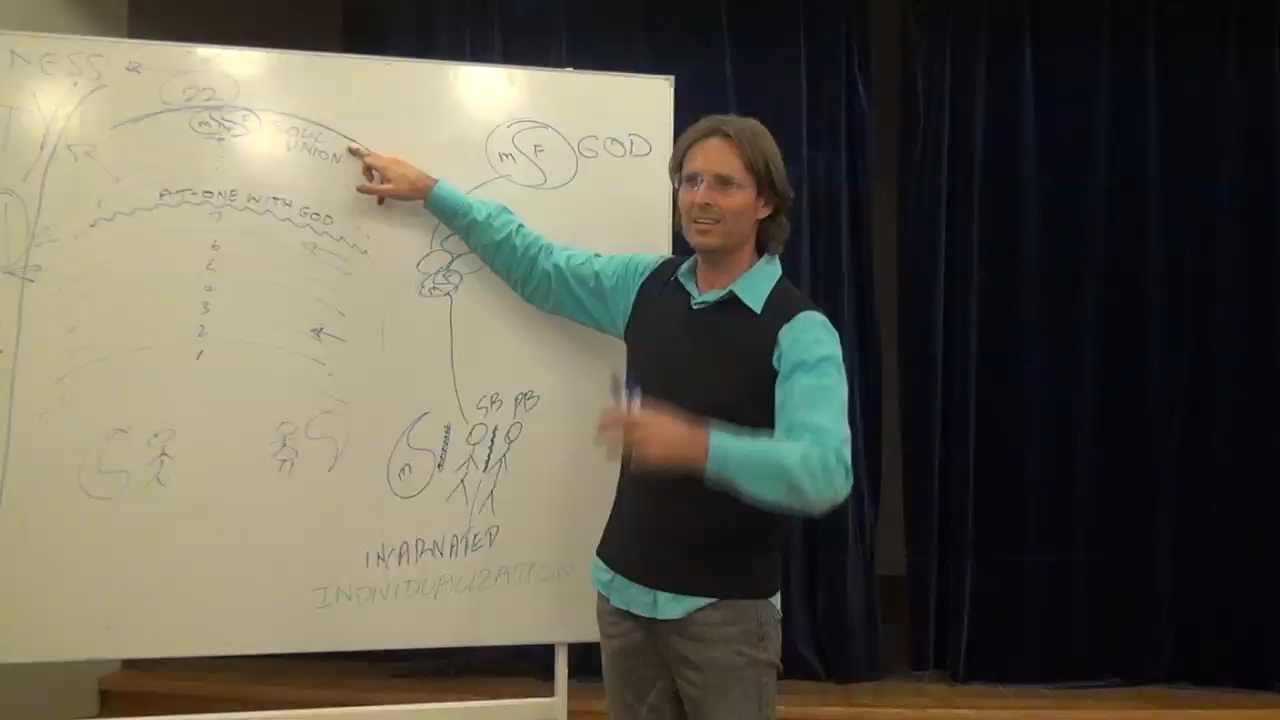 NESS
22
SOUL
UNION
M F GOD
AT-ONE WITH GOD
7
6
5
4
3
2
1
SB PB
M
INCARNATED
INDIVIDUALIZATION